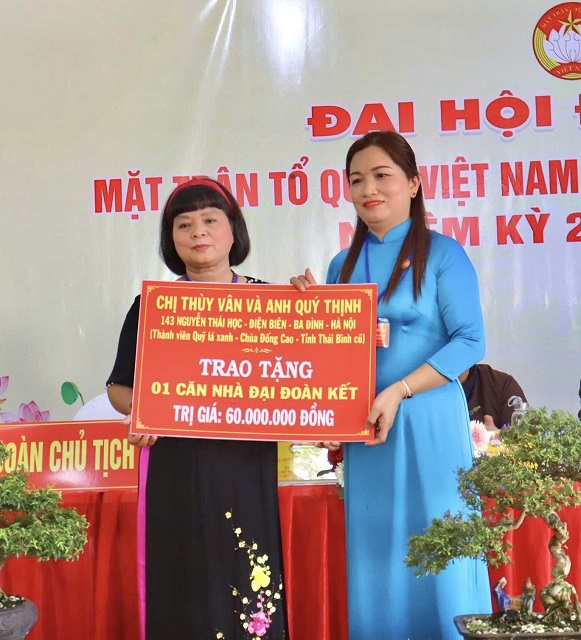 ĐẠI HỘI
MẶT TRẬN TỔ QUỐC VIỆT NAM
NHIỆM KỲ 2
CHỊ THÙY VÂN VÀ ANH QUÝ THỊNH
143 NGUYỄN THÁI HỌC - ĐIỆN BIÊN - BA ĐÌNH - HÀ NỘI
(Thành viên Quỹ lá xanh - Chùa Đồng Cao - Tỉnh Thái Bình cũ)
TRAO TẶNG
01 CĂN NHÀ ĐẠI ĐOÀN KẾT
TRỊ GIÁ: 60.000.000 ĐỒNG
ĐOÀN CHỦ TỊCH